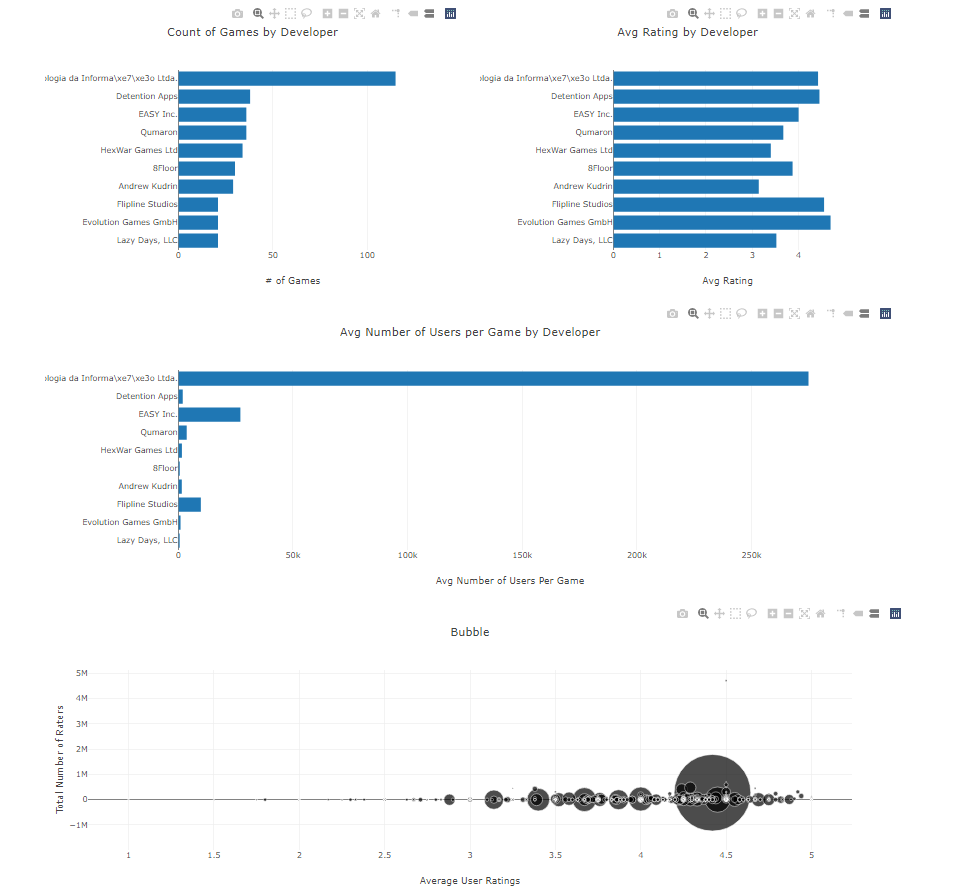 Count of Games by Developer
ologia da Informa\xe7\xe3o Ltda.
Detention Apps
EASY Inc.
Qumaron
HexWar Games Ltd
8Floor
Andrew Kudrin
Flipline Studios
Evolution Games GmbH
Lazy Days, LLC
0 50 100
# of Games
Avg Rating by Developer
ologia da Informa\xe7\xe3o Ltda.
Detention Apps
EASY Inc.
Qumaron
HexWar Games Ltd
8Floor
Andrew Kudrin
Flipline Studios
Evolution Games GmbH
Lazy Days, LLC
0 1 2 3 4
Avg Rating
Avg Number of Users per Game by Developer
ologia da Informa\xe7\xe3o Ltda.
Detention Apps
EASY Inc.
Qumaron
HexWar Games Ltd
8Floor
Andrew Kudrin
Flipline Studios
Evolution Games GmbH
Lazy Days, LLC
0 50k 100k 150k 200k 250k
Avg Number of Users Per Game
Bubble
Total Number of Raters
5M
4M
3M
2M
1M
0
−1M
1 1.5 2 2.5 3 3.5 4 4.5 5
Average User Ratings